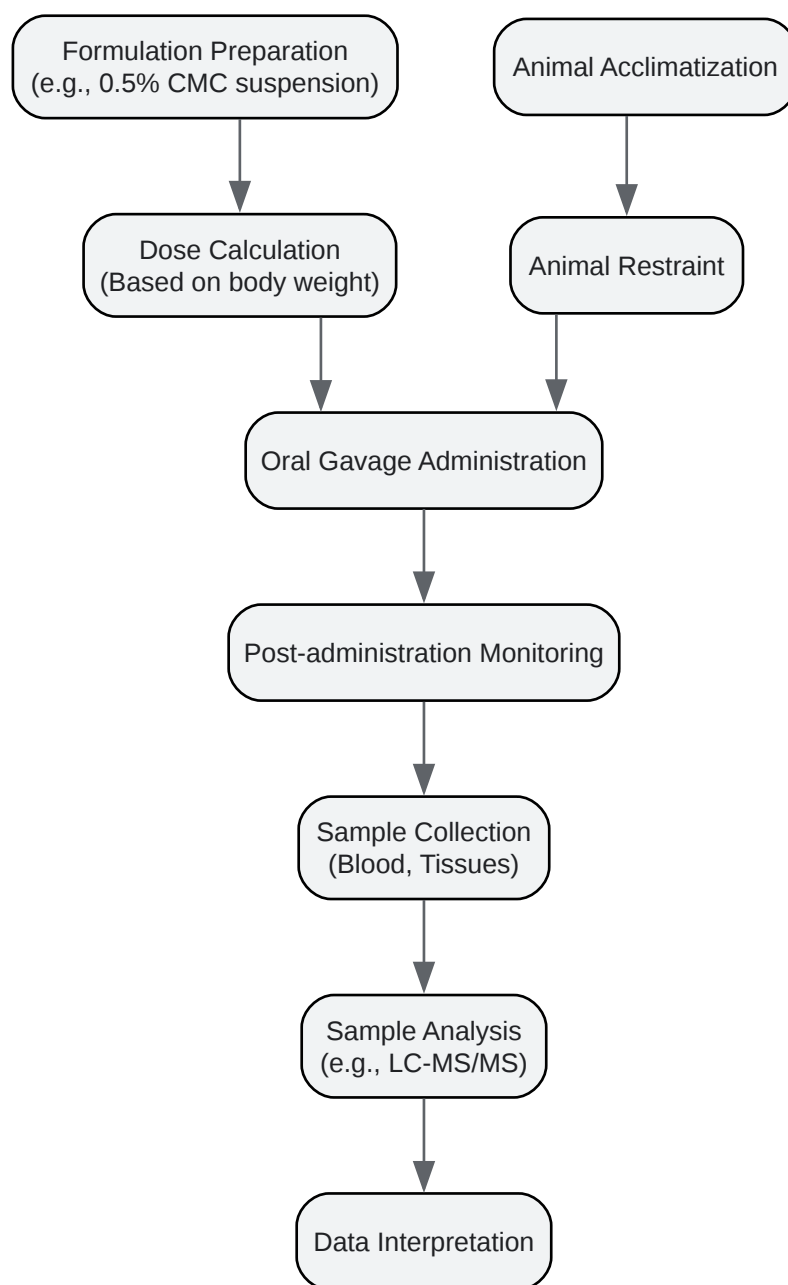 Formulation Preparation
(e.g., 0.5% CMC suspension)
Animal Acclimatization
Dose Calculation
(Based on body weight)
Animal Restraint
Oral Gavage Administration
Post-administration Monitoring
Sample Collection
(Blood, Tissues)
Sample Analysis
(e.g., LC-MS/MS)
Data Interpretation